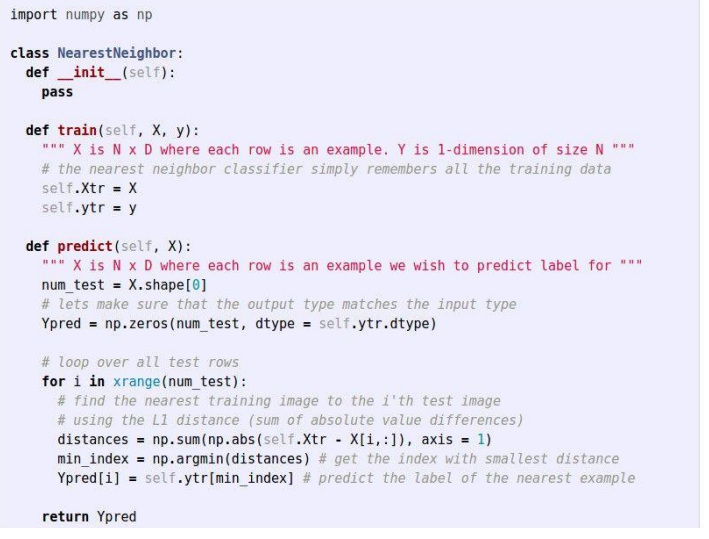 import numpy as np
class NearestNeighbor:
def __init__(self):
pass
def train(self, X, y):
""" X is N x D where each row is an example. Y is 1-dimension of size N """
# the nearest neighbor classifier simply remembers all the training data
self.Xtr = X
self.ytr = y
def predict(self, X):
""" X is N x D where each row is an example we wish to predict label for """
num_test = X.shape[0]
# lets make sure that the output type matches the input type
Ypred = np.zeros(num_test, dtype = self.ytr.dtype)
# loop over all test rows
for i in xrange(num_test):
# find the nearest training image to the i'th test image
# using the L1 distance (sum of absolute value differences)
distances = np.sum(np.abs(self.Xtr - X[i,:]), axis = 1)
min_index = np.argmin(distances) # get the index with smallest distance
Ypred[i] = self.ytr[min_index] # predict the label of the nearest example
return Ypred